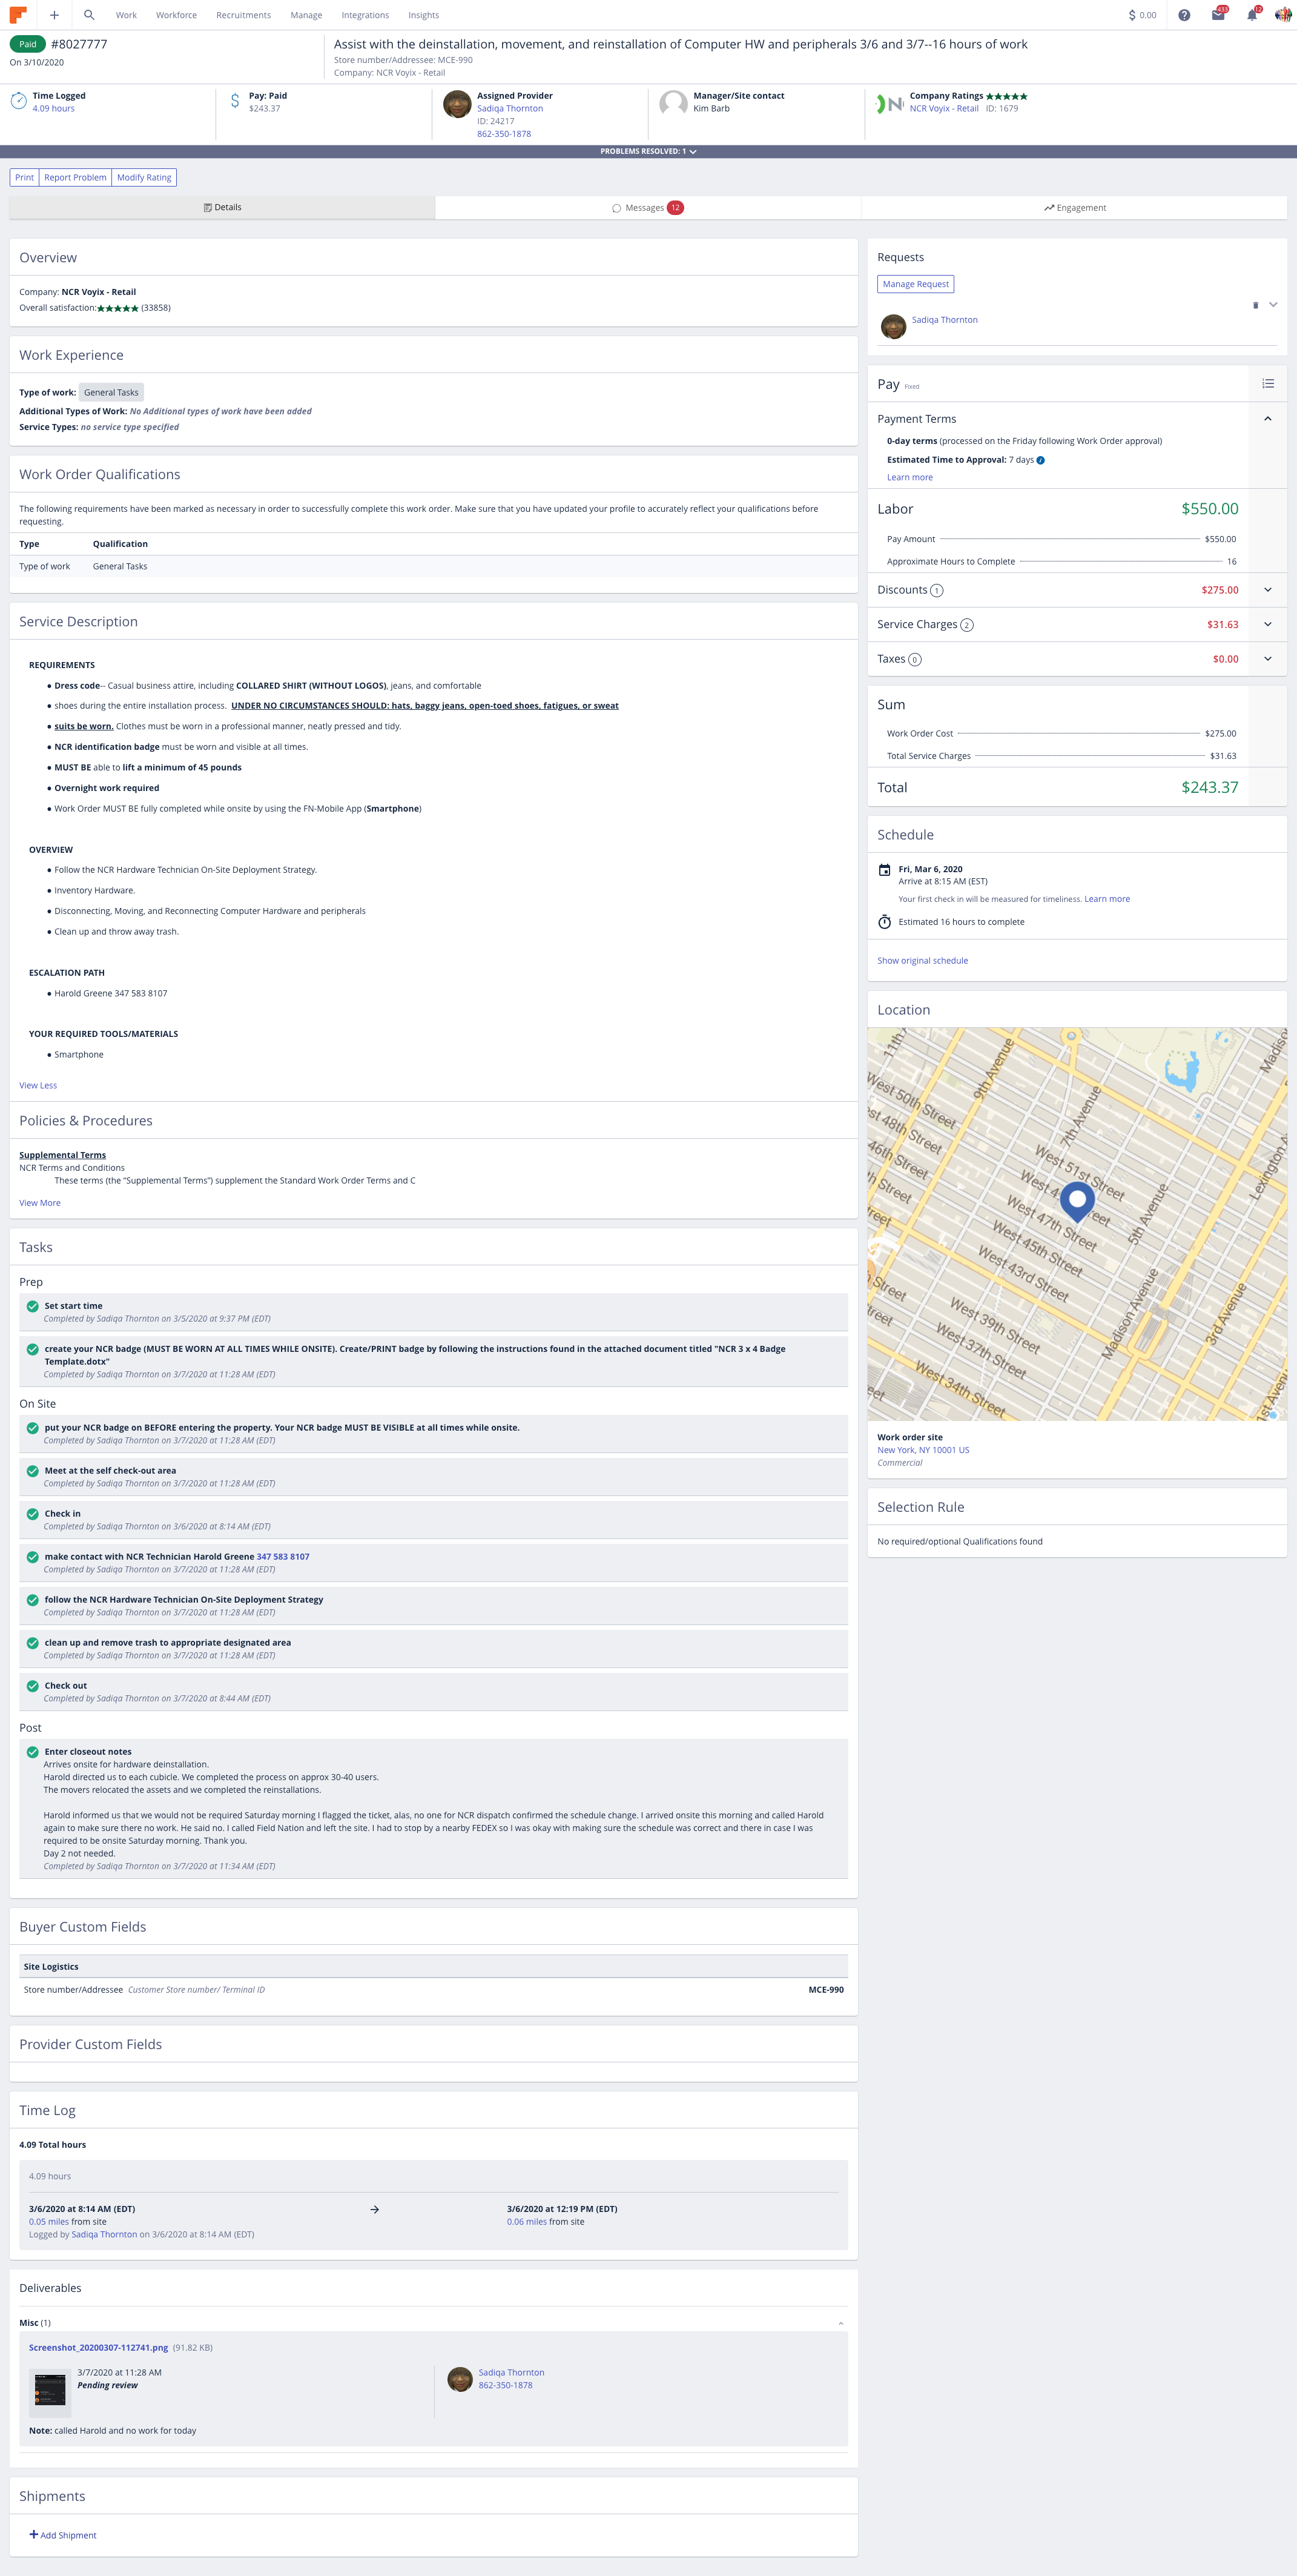 Work Workforce Recruitments Manage Integrations Insights
$ 0.00
433
12
Paid #8027777
On 3/10/2020
Assist with the deinstallation, movement, and reinstallation of Computer HW and peripherals 3/6 and 3/7--16 hours of work
Store number/Addressee: MCE-990
Company: NCR Voyix - Retail
Time Logged
4.09 hours
Pay: Paid
$243.37
Assigned Provider
Sadiqa Thornton
ID: 24217
862-350-1878
Manager/Site contact
Kim Barb
Company Ratings ★★★★★
NCR Voyix - Retail ID: 1679
PROBLEMS RESOLVED: 1
Print Report Problem Modify Rating
Details
Messages 12
Engagement
Overview
Company: NCR Voyix - Retail
Overall satisfaction:★★★★★ (33858)
Work Experience
Type of work: General Tasks
Additional Types of Work: No Additional types of work have been added
Service Types: no service type specified
Work Order Qualifications
The following requirements have been marked as necessary in order to successfully complete this work order. Make sure that you have updated your profile to accurately reflect your qualifications before
requesting.
Type Qualification
Type of work General Tasks
Service Description
REQUIREMENTS
● Dress code-- Casual business attire, including COLLARED SHIRT (WITHOUT LOGOS), jeans, and comfortable
● shoes during the entire installation process. UNDER NO CIRCUMSTANCES SHOULD: hats, baggy jeans, open-toed shoes, fatigues, or sweat
● suits be worn. Clothes must be worn in a professional manner, neatly pressed and tidy.
● NCR identification badge must be worn and visible at all times.
● MUST BE able to lift a minimum of 45 pounds
● Overnight work required
● Work Order MUST BE fully completed while onsite by using the FN-Mobile App (Smartphone)
OVERVIEW
● Follow the NCR Hardware Technician On-Site Deployment Strategy.
● Inventory Hardware.
● Disconnecting, Moving, and Reconnecting Computer Hardware and peripherals
● Clean up and throw away trash.
ESCALATION PATH
● Harold Greene 347 583 8107
YOUR REQUIRED TOOLS/MATERIALS
● Smartphone
View Less
Policies & Procedures
Supplemental Terms
NCR Terms and Conditions
These terms (the "Supplemental Terms") supplement the Standard Work Order Terms and C
View More
Tasks
Prep
Set start time
Completed by Sadiqa Thornton on 3/5/2020 at 9:37 PM (EDT)
create your NCR badge (MUST BE WORN AT ALL TIMES WHILE ONSITE). Create/PRINT badge by following the instructions found in the attached document titled "NCR 3 x 4 Badge
Template.dotx"
Completed by Sadiqa Thornton on 3/7/2020 at 11:28 AM (EDT)
On Site
put your NCR badge on BEFORE entering the property. Your NCR badge MUST BE VISIBLE at all times while onsite.
Completed by Sadiqa Thornton on 3/7/2020 at 11:28 AM (EDT)
Meet at the self check-out area
Completed by Sadiqa Thornton on 3/7/2020 at 11:28 AM (EDT)
Check in
Completed by Sadiqa Thornton on 3/6/2020 at 8:14 AM (EDT)
make contact with NCR Technician Harold Greene 347 583 8107
Completed by Sadiqa Thornton on 3/7/2020 at 11:28 AM (EDT)
follow the NCR Hardware Technician On-Site Deployment Strategy
Completed by Sadiqa Thornton on 3/7/2020 at 11:28 AM (EDT)
clean up and remove trash to appropriate designated area
Completed by Sadiqa Thornton on 3/7/2020 at 11:28 AM (EDT)
Check out
Completed by Sadiqa Thornton on 3/7/2020 at 8:44 AM (EDT)
Post
Enter closeout notes
Arrives onsite for hardware deinstallation.
Harold directed us to each cubicle. We completed the process on approx 30-40 users.
The movers relocated the assets and we completed the reinstallations.
Harold informed us that we would not be required Saturday morning I flagged the ticket, alas, no one for NCR dispatch confirmed the schedule change. I arrived onsite this morning and called Harold
again to make sure there no work. He said no. I called Field Nation and left the site. I had to stop by a nearby FEDEX so I was okay with making sure the schedule was correct and there in case I was
required to be onsite Saturday morning. Thank you.
Day 2 not needed.
Completed by Sadiqa Thornton on 3/7/2020 at 11:34 AM (EDT)
Buyer Custom Fields
Site Logistics
Store number/Addressee Customer Store number/ Terminal ID MCE-990
Provider Custom Fields
Time Log
4.09 Total hours
4.09 hours
3/6/2020 at 8:14 AM (EDT)
0.05 miles from site
Logged by Sadiqa Thornton on 3/6/2020 at 8:14 AM (EDT)
3/6/2020 at 12:19 PM (EDT)
0.06 miles from site
Deliverables
Misc (1)
Screenshot_20200307-112741.png (91.82 KB)
3/7/2020 at 11:28 AM
Pending review
Sadiqa Thornton
862-350-1878
Note: called Harold and no work for today
Shipments
Add Shipment
Requests
Manage Request
Sadiqa Thornton
Pay Fixed
Payment Terms
0-day terms (processed on the Friday following Work Order approval)
Estimated Time to Approval: 7 days
Learn more
Labor $550.00
Pay Amount $550.00
Approximate Hours to Complete 16
Discounts 1 $275.00
Service Charges 2 $31.63
Taxes 0 $0.00
Sum
Work Order Cost $275.00
Total Service Charges $31.63
Total $243.37
Schedule
Fri, Mar 6, 2020
Arrive at 8:15 AM (EST)
Your first check in will be measured for timeliness. Learn more
Estimated 16 hours to complete
Show original schedule
Location
11th A
9th Avenue
7th Avenue
Madiso
West 50th Street
st 48th Street
46th Street
West 51st Street
West 47th Street
West 45th Street
West 43rd Street
5th Avenue
Lexington A
Madison Avenue
3rd Avenue
West 39th Street
West 37th Street
West 34th Street
1st Avenu
Work order site
New York, NY 10001 US
Commercial
Selection Rule
No required/optional Qualifications found